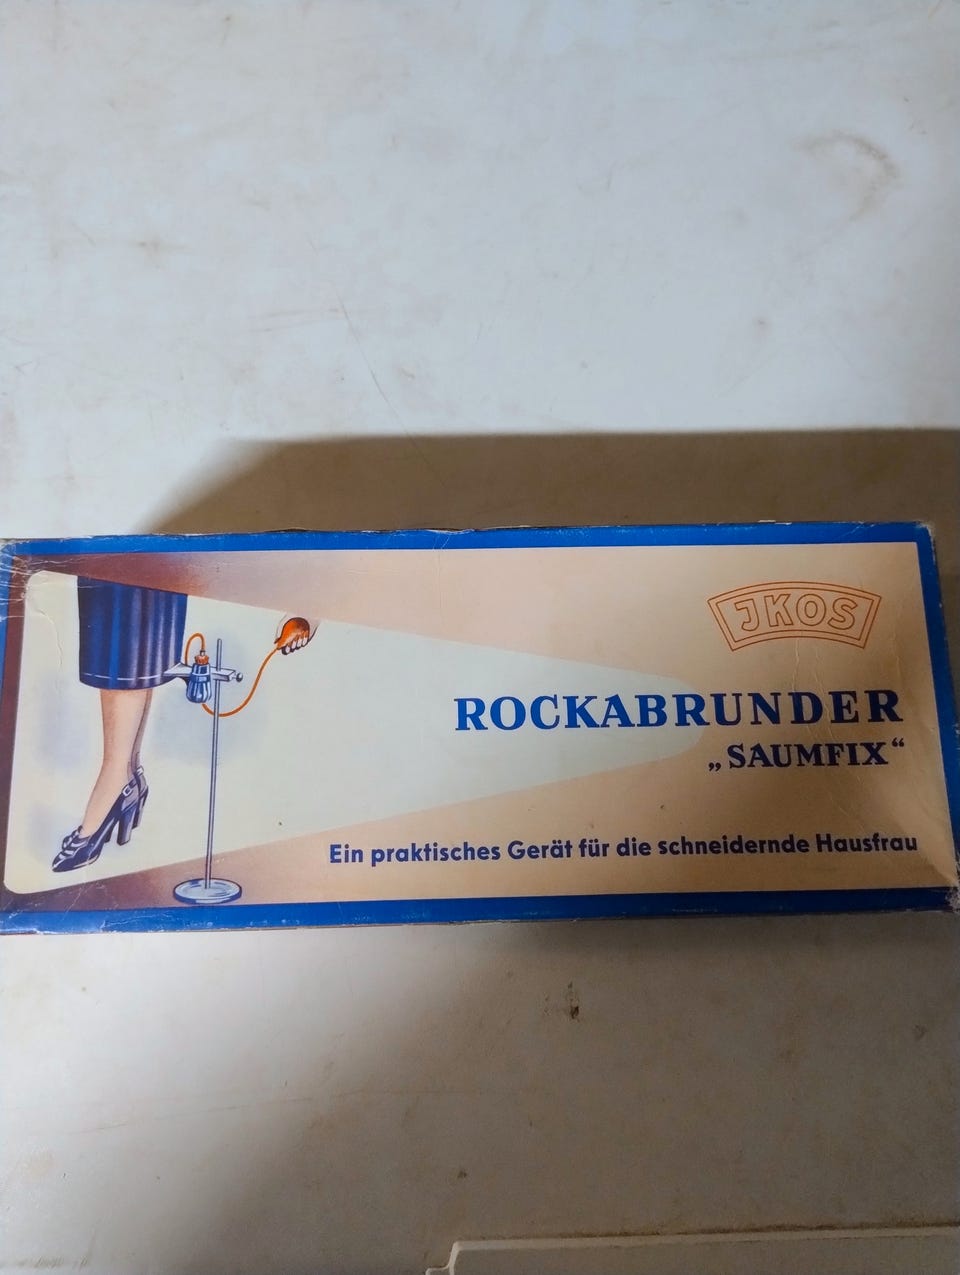 JKOS
ROCKABRUNDER
„SAUMFIX“
Ein praktisches Gerät für die schneidernde Hausfrau